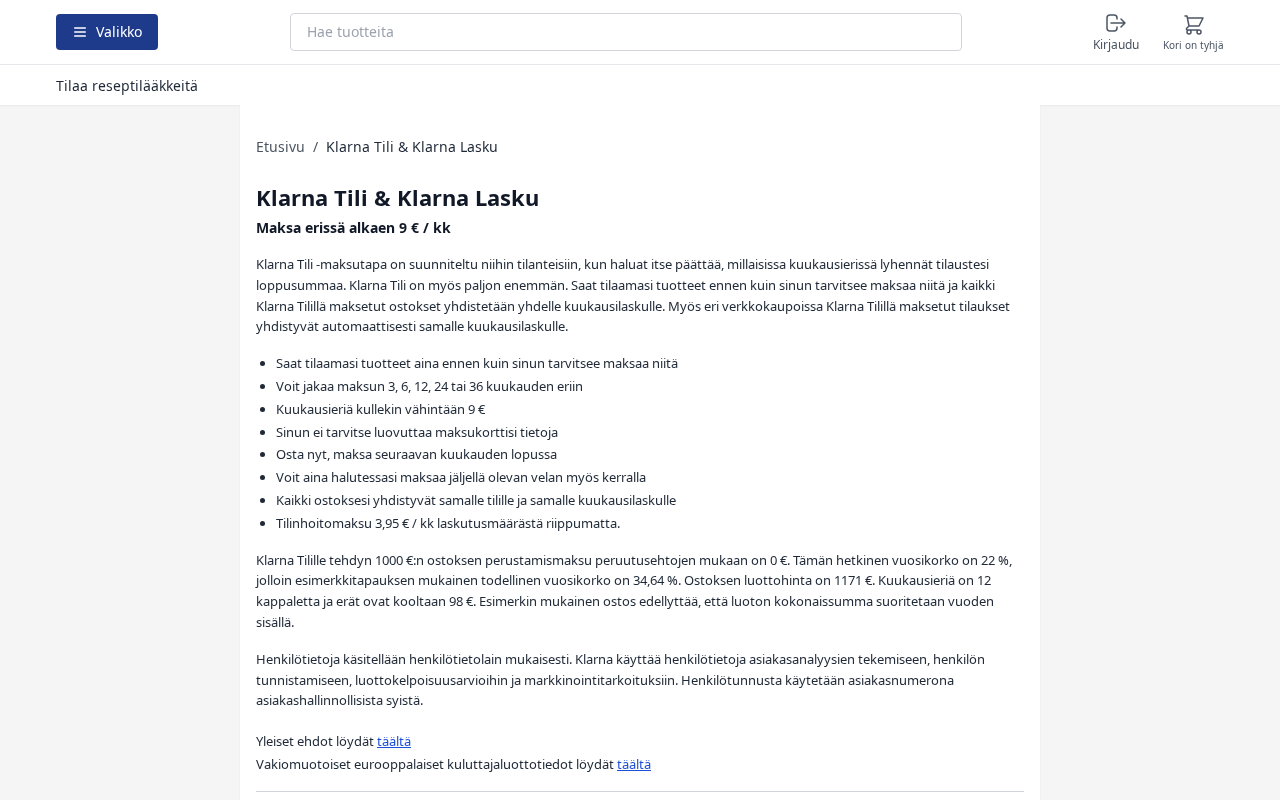 Valikko
Hae tuotteita
Kirjaudu
Kori on tyhjä
Tilaa reseptilääkkeitä
Etusivu / Klarna Tili & Klarna Lasku
Klarna Tili & Klarna Lasku
Maksa erissä alkaen 9 € / kk
Klarna Tili -maksutapa on suunniteltu niihin tilanteisiin, kun haluat itse päättää, millaisissa kuukausierissä lyhennät tilaustesi
loppusummaa. Klarna Tili on myös paljon enemmän. Saat tilaamasi tuotteet ennen kuin sinun tarvitsee maksaa niitä ja kaikki
Klarna Tilillä maksetut ostokset yhdistetään yhdelle kuukausilaskulle. Myös eri verkkokaupoissa Klarna Tilillä maksetut tilaukset
yhdistyvät automaattisesti samalle kuukausilaskulle.
Saat tilaamasi tuotteet aina ennen kuin sinun tarvitsee maksaa niitä
Voit jakaa maksun 3, 6, 12, 24 tai 36 kuukauden eriin
Kuukausieriä kullekin vähintään 9 €
Sinun ei tarvitse luovuttaa maksukorttisi tietoja
Osta nyt, maksa seuraavan kuukauden lopussa
Voit aina halutessasi maksaa jäljellä olevan velan myös kerralla
Kaikki ostoksesi yhdistyvät samalle tilille ja samalle kuukausilaskulle
Tilinhoitomaksu 3,95 € / kk laskutusmäärästä riippumatta.
Klarna Tilille tehdyn 1000 €:n ostoksen perustamismaksu peruutusehtojen mukaan on 0 €. Tämän hetkinen vuosikorko on 22 %,
jolloin esimerkkitapauksen mukainen todellinen vuosikorko on 34,64 %. Ostoksen luottohinta on 1171 €. Kuukausieriä on 12
kappaletta ja erät ovat kooltaan 98 €. Esimerkin mukainen ostos edellyttää, että luoton kokonaissumma suoritetaan vuoden
sisällä.
Henkilötietoja käsitellään henkilötietolain mukaisesti. Klarna käyttää henkilötietoja asiakasanalyysien tekemiseen, henkilön
tunnistamiseen, luottokelpoisuusarvioihin ja markkinointitarkoituksiin. Henkilötunnusta käytetään asiakasnumerona
asiakashallinnollisista syistä.
Yleiset ehdot löydät täältä
Vakiomuotoiset eurooppalaiset kuluttajaluottotiedot löydät täältä